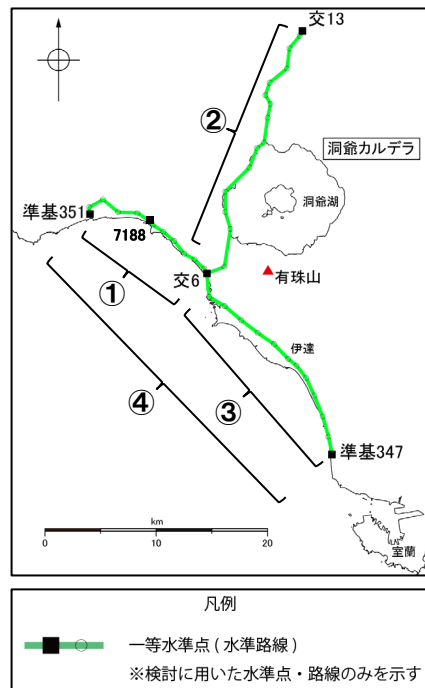 交13
②
洞爺カルデラ
洞爺湖
準基351
7188
交6
有珠山
①
伊達
④
③
準基347
km
0 10 20
室蘭
凡例
一等水準点 ( 水準路線 )
※検討に用いた水準点・路線のみを示す